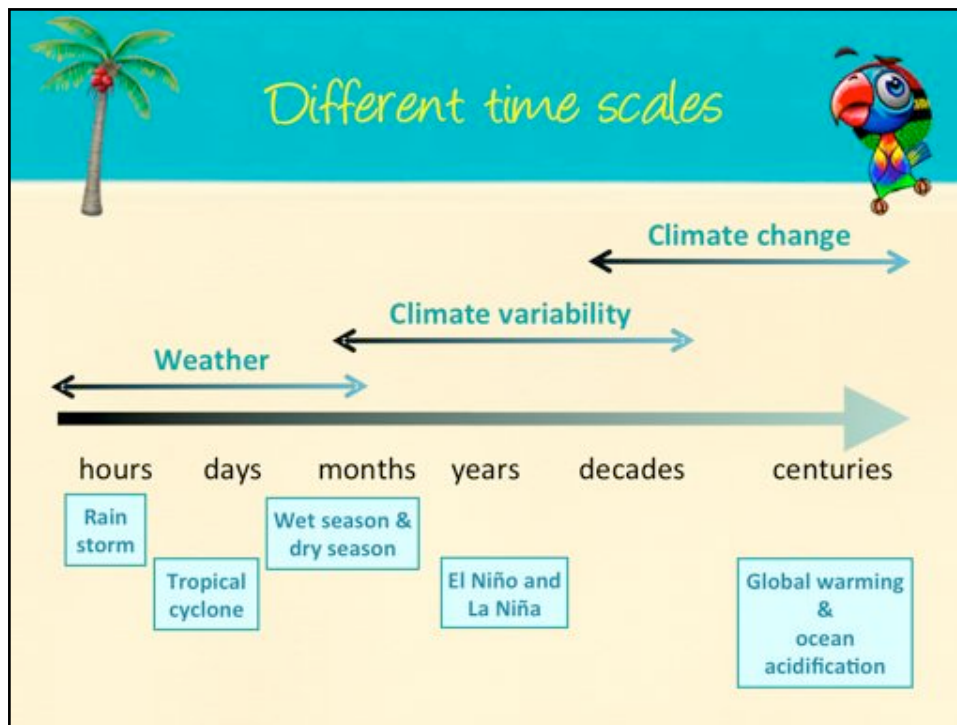 Different time scales
Climate change
Climate variability
Weather
hours days months years decades centuries
Rain
storm
Wet season &
dry season
Tropical
cyclone
El Niño and
La Niña
Global warming
&
ocean
acidification